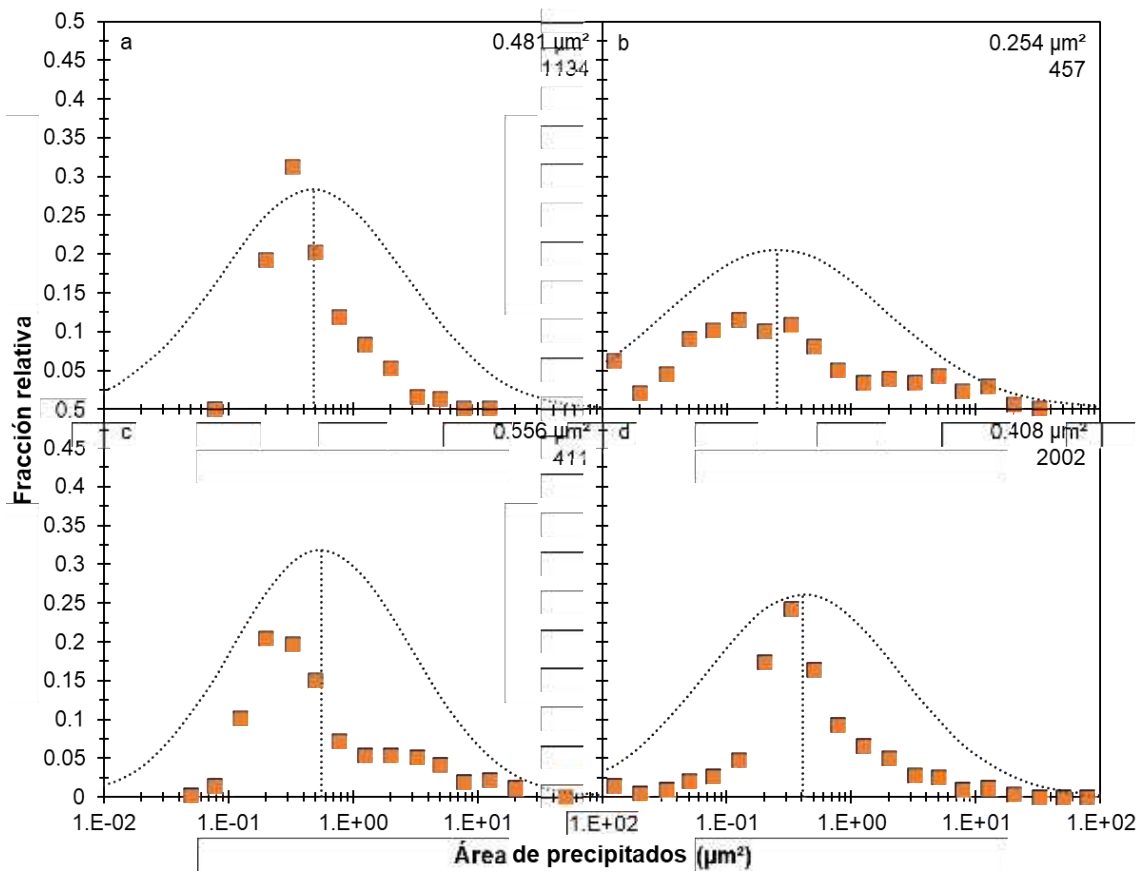 0.5
0.45
0.4
0.35
0.3
0.25
0.2
0.15
0.1
0.05
0.5
0.45
0.4
0.35
0.3
0.25
0.2
0.15
0.1
0.05
0
Fracción relativa
a
0.481 µm²
1134
b
0.254 µm²
457
c
0.556 µm²
411
d
0.408 µm²
2002
1.E-02
1.E-01
1.E+00
1.E+01
1.E+02
1.E-01
1.E+00
1.E+01
1.E+02
Área de precipitados (µm²)